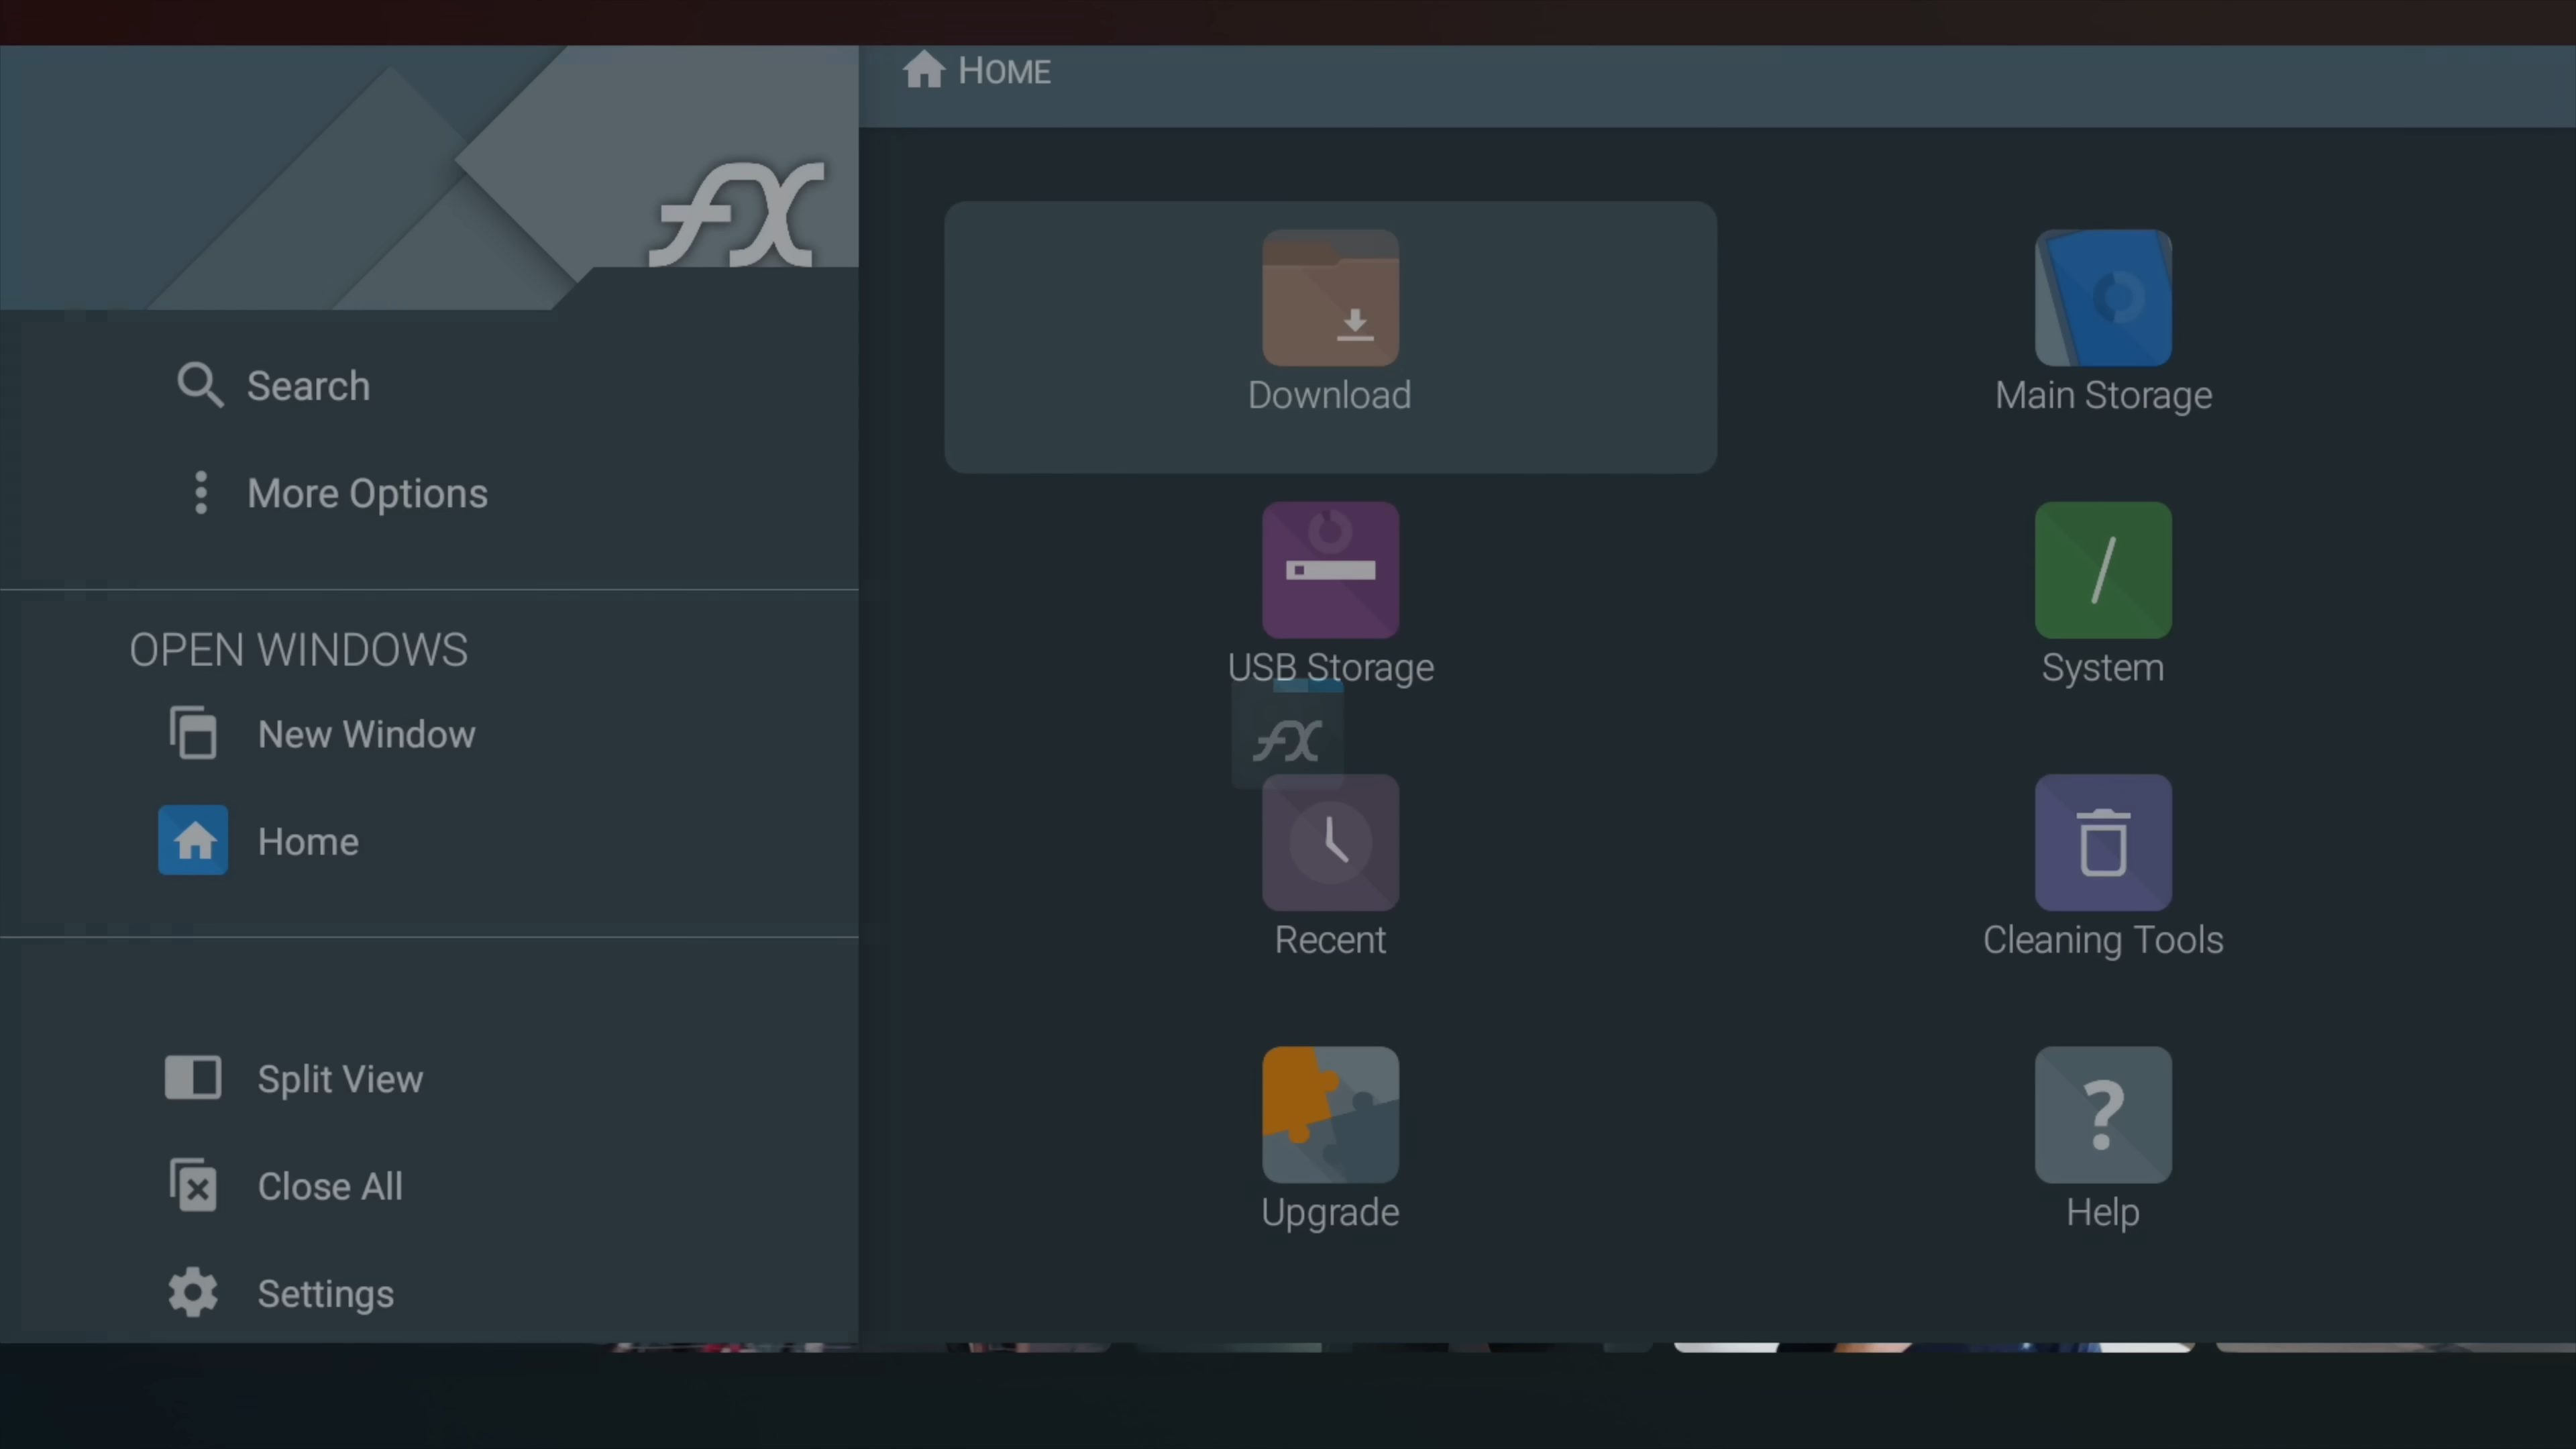 HOME
fX
Search
More Options
OPEN WINDOWS
New Window
Home
Split View
Close All
Settings
Download
Main Storage
USB Storage
/
System
fX
Recent
Cleaning Tools
Upgrade
?
Help